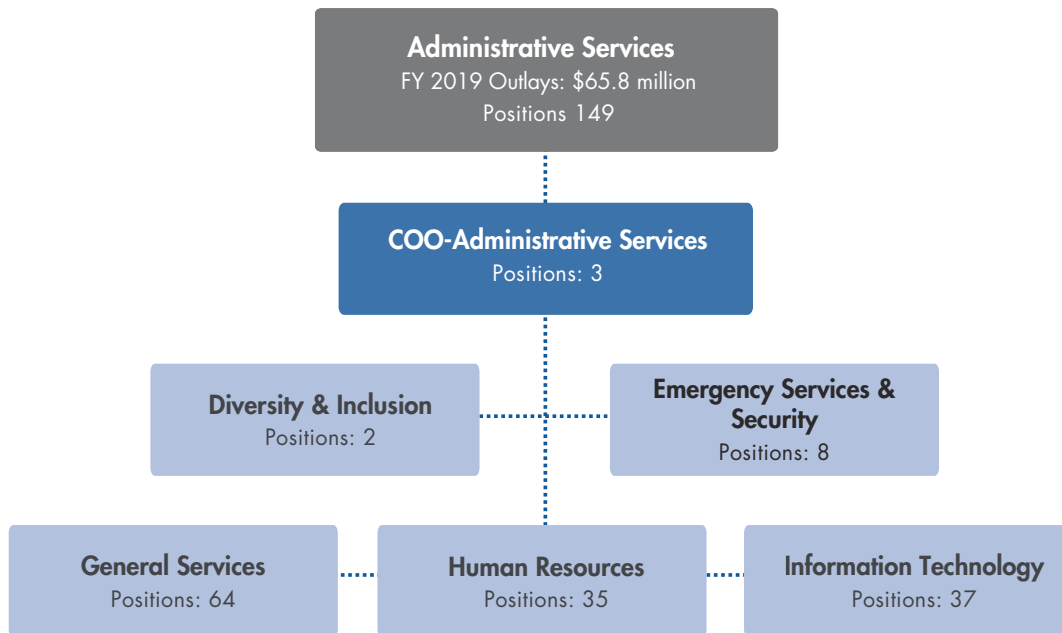 Administrative Services
FY 2019 Outlays: $65.8 million
Positions 149
COO-Administrative Services
Positions: 3
Diversity & Inclusion
Positions: 2
Emergency Services &
Security
Positions: 8
General Services
Positions: 64
Human Resources
Positions: 35
Information Technology
Positions: 37